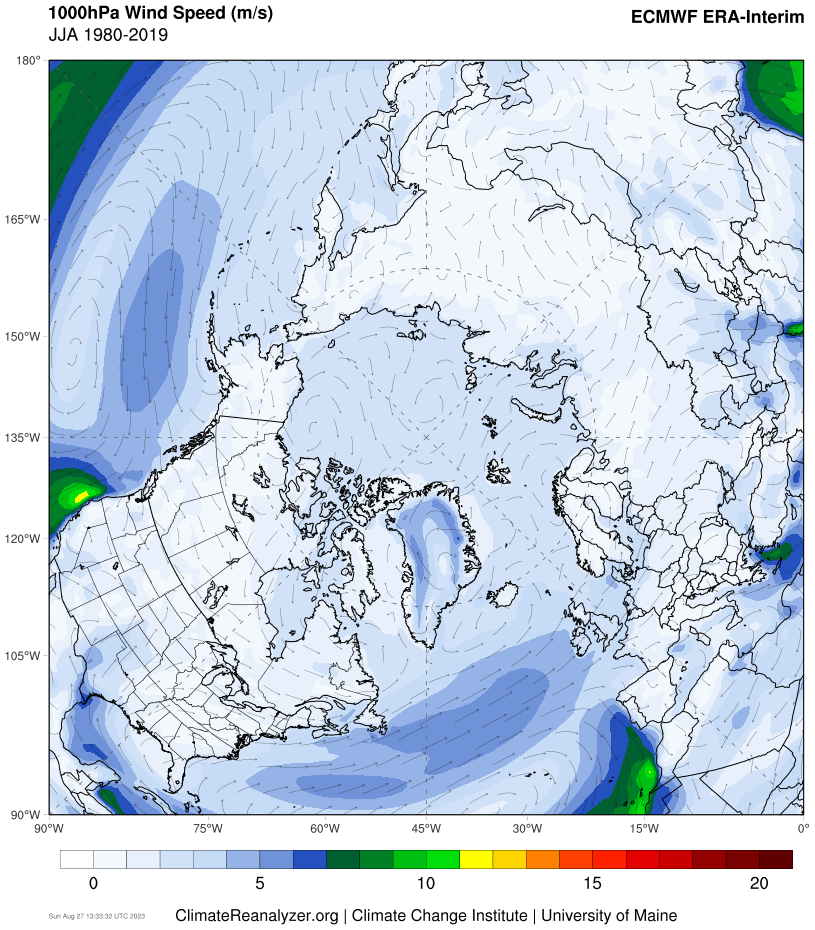 1000hPa Wind Speed (m/s)
ECMWF ERA-Interim
JJA 1980-2019
180°
165°W
150°W
135°W
120°W
105°W
90°W
90°W 75°W 60°W 45°W 30°W 15°W 0°
0 5 10 15 20
Sun Aug 27 13:33:32 UTC 2023
ClimateReanalyzer.org | Climate Change Institute | University of Maine